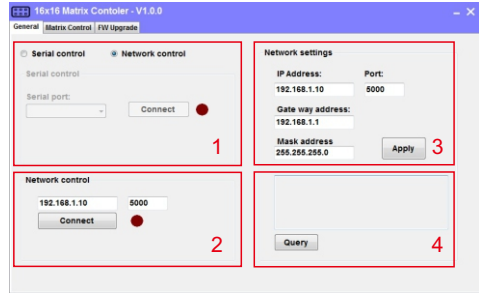 16x16 Matrix Contoler - V1.0.0
General Matrix Control FW Upgrade
Serial control Network control
Serial control
Serial port:
Connect
1
Network control
192.168.1.10 5000
Connect
2
Network settings
IP Address: Port:
192.168.1.10 5000
Gate way address:
192.168.1.1
Mask address
255.255.255.0
Apply 3
Query 4